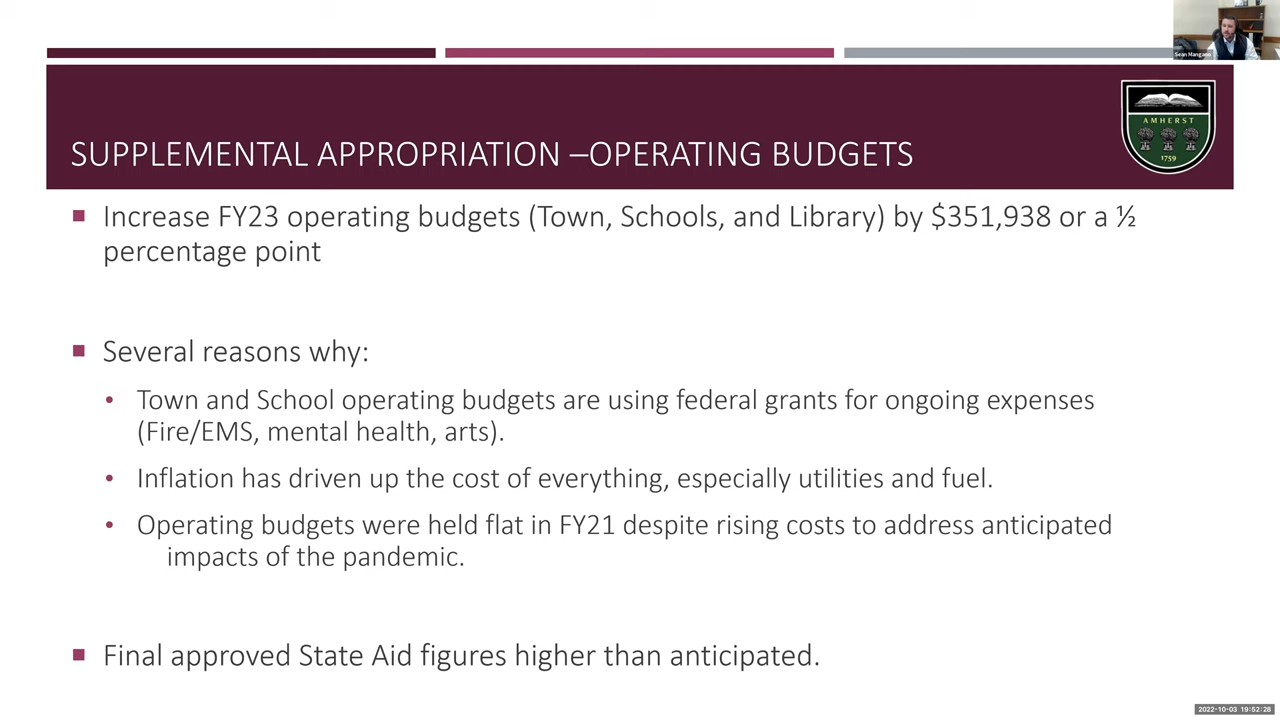 Sean Mangano
AMHERST
1759
SUPPLEMENTAL APPROPRIATION –OPERATING BUDGETS
Increase FY23 operating budgets (Town, Schools, and Library) by $351,938 or a ½
percentage point
Several reasons why:
Town and School operating budgets are using federal grants for ongoing expenses
(Fire/EMS, mental health, arts).
Inflation has driven up the cost of everything, especially utilities and fuel.
Operating budgets were held flat in FY21 despite rising costs to address anticipated
impacts of the pandemic.
Final approved State Aid figures higher than anticipated.
2022-10-03 19:52:28